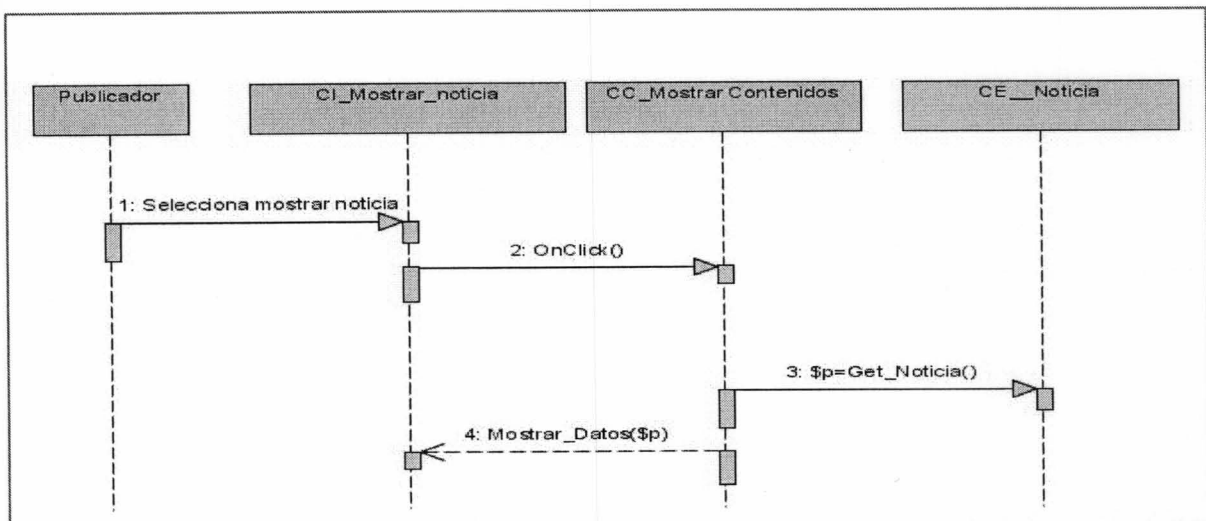 Publicador
CI_Mostrar_noticia
CC_Mostrar Contenidos
CE__Noticia
1: Selecciona mostrar noticia
2: OnClick()
3: $p=Get_Noticia()
4: Mostrar_Datos($p)